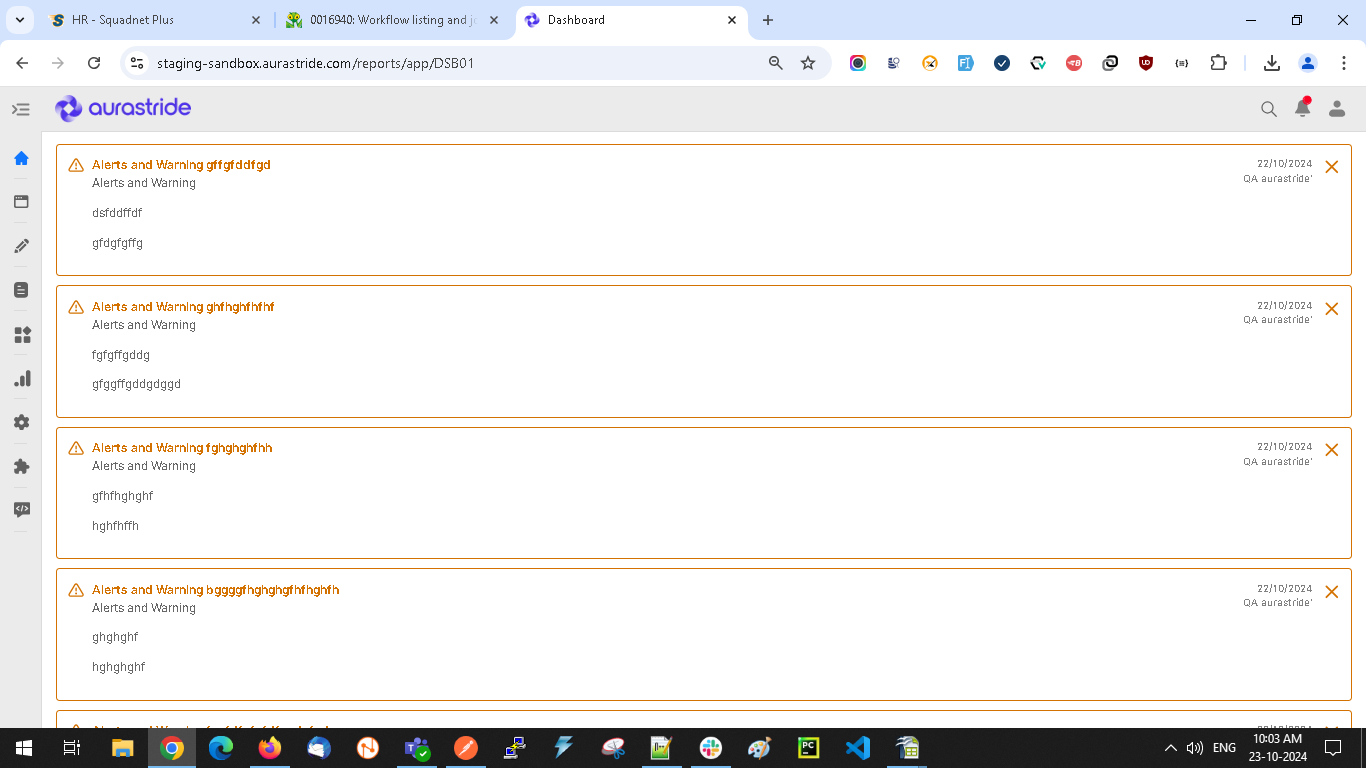 HR - Squadnet Plus
0016940: Workflow listing and jo
Dashboard
staging-sandbox.aurastride.com/reports/app/DSB01
aurastride
Alerts and Warning gffgfddfgd
22/10/2024
Alerts and Warning
QA aurastride'
dsfddffdf
gfdgfgffg
Alerts and Warning ghfhghfhfhf
22/10/2024
Alerts and Warning
QA aurastride'
fgfgffgddg
gfggffgddgdggd
Alerts and Warning fghghghfhh
22/10/2024
Alerts and Warning
QA aurastride'
gfhfhghghf
hghfhffh
Alerts and Warning bggggfhghghgfhfhghfh
22/10/2024
Alerts and Warning
QA aurastride'
ghghghf
hghghghf
ENG
10:03 AM
23-10-2024